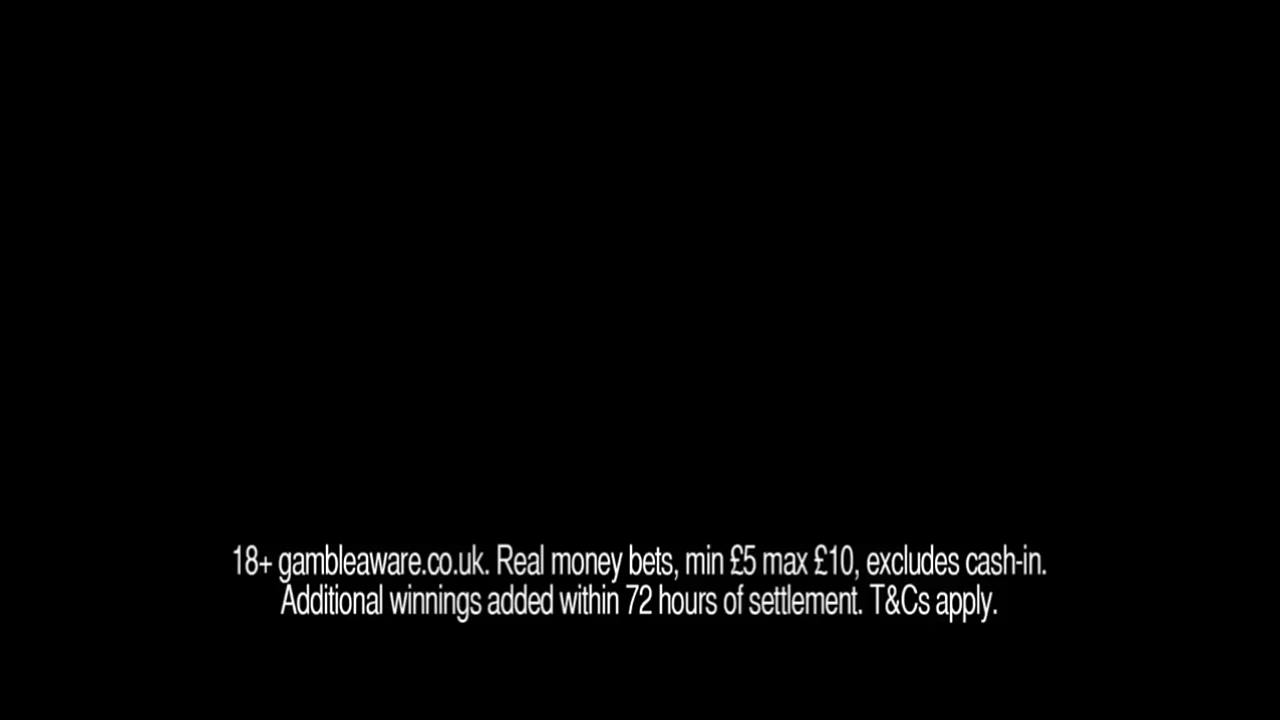 18+ gambleaware.co.uk. Real money bets, min £5 max £10, excludes cash-in.
Additional winnings added within 72 hours of settlement. T&Cs apply.